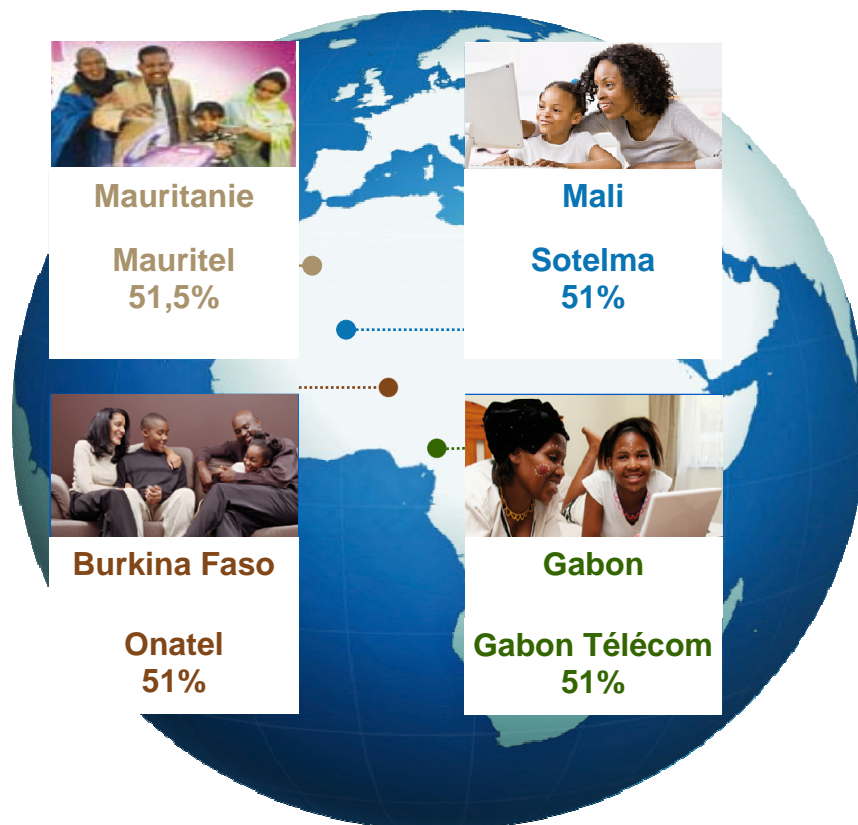 Mauritanie
Mauritel
51,5%
Mali
Sotelma
51%
Burkina Faso
Onatel
51%
Gabon
Gabon Télécom
51%